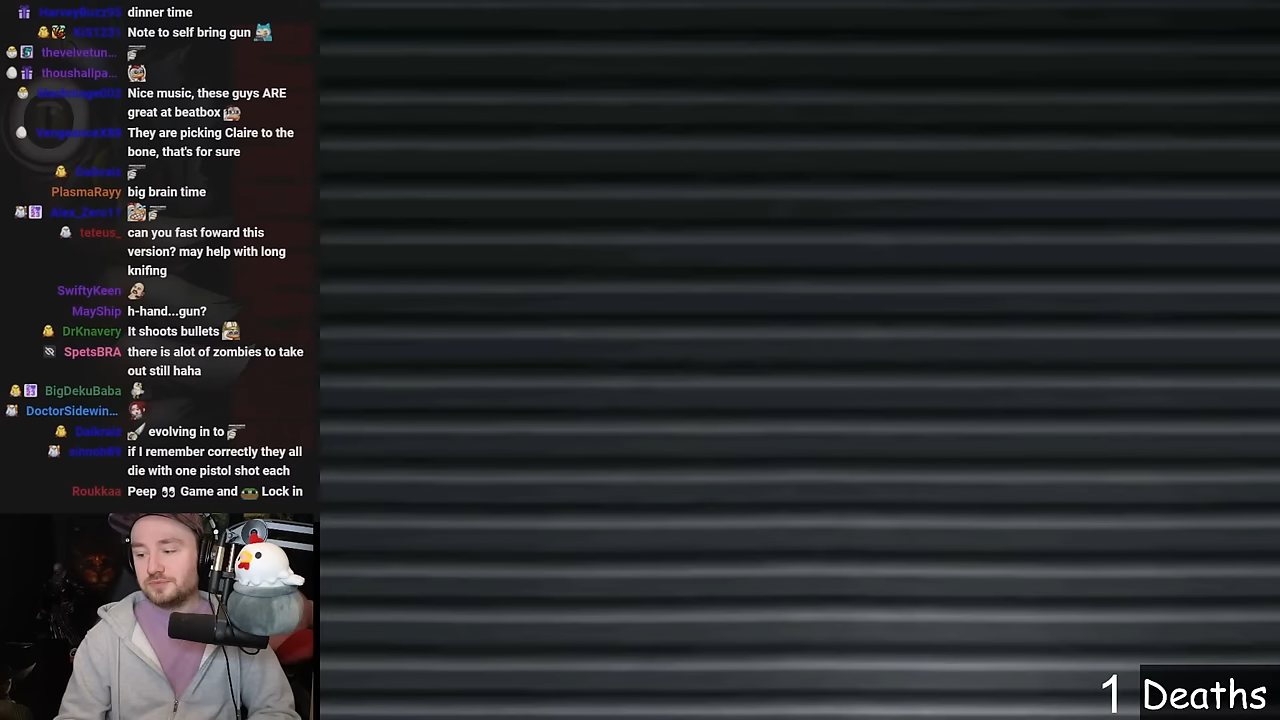 HarveyBuzz95 dinner time
Note to self bring gun
thevelvetun...
thoushallpa...
Nice music, these guys ARE
great at beatbox
They are picking Claire to the
bone, that's for sure
PlasmaRayy big brain time
Alex_Zero11
teteus_ can you fast foward this
version? may help with long
knifing
SwiftyKeen
MayShip h-hand...gun?
DrKnavery It shoots bullets
SpetsBRA there is alot of zombies to take
out still haha
BigDekuBaba
DoctorSidewin...
evolving in to
if I remember correctly they all
die with one pistol shot each
Roukkaa Peep Game and Lock in
1 Deaths